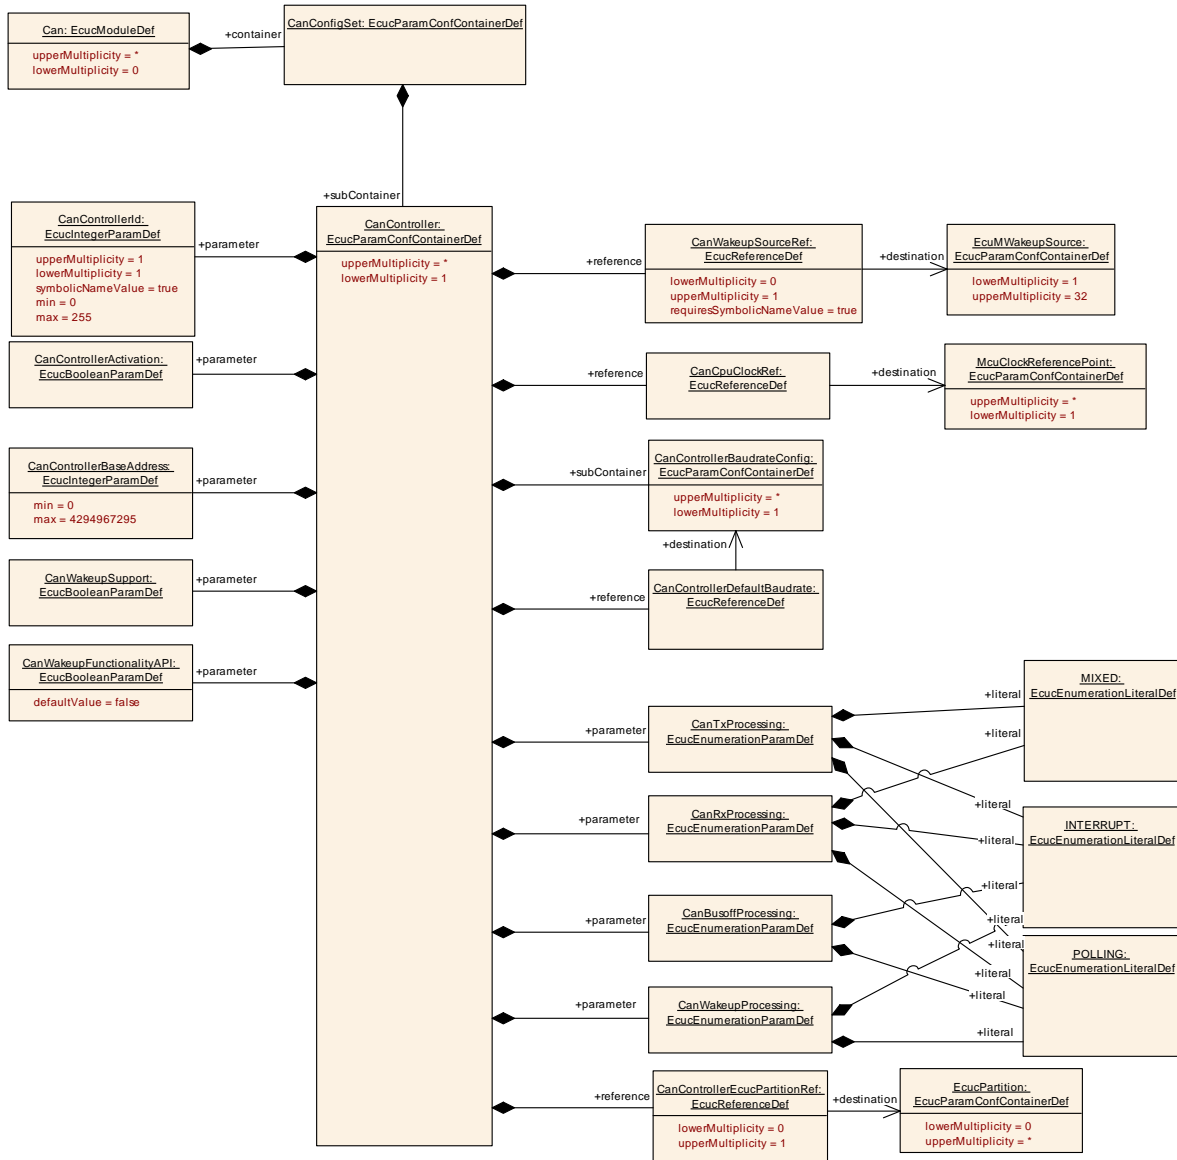 Can: EcucModuleDef
upperMultiplicity = *
lowerMultiplicity = 0
+container
CanConfigSet: EcucParamConfContainerDef
+subContainer
CanControllerId:
EcucIntegerParamDef
upperMultiplicity = 1
lowerMultiplicity = 1
symbolicNameValue = true
min = 0
max = 255
+parameter
CanController:
EcucParamConfContainerDef
upperMultiplicity = *
lowerMultiplicity = 1
+reference
CanWakeupSourceRef:
EcucReferenceDef
lowerMultiplicity = 0
upperMultiplicity = 1
requiresSymbolicNameValue = true
+destination
EcuMWakeupSource:
EcucParamConfContainerDef
lowerMultiplicity = 1
upperMultiplicity = 32
CanControllerActivation:
EcucBooleanParamDef
+parameter
+reference
CanCpuClockRef:
EcucReferenceDef
+destination
McuClockReferencePoint:
EcucParamConfContainerDef
upperMultiplicity = *
lowerMultiplicity = 1
CanControllerBaseAddress:
EcucIntegerParamDef
min = 0
max = 4294967295
+parameter
+subContainer
CanControllerBaudrateConfig:
EcucParamConfContainerDef
upperMultiplicity = *
lowerMultiplicity = 1
+destination
CanWakeupSupport:
EcucBooleanParamDef
+parameter
+reference
CanControllerDefaultBaudrate:
EcucReferenceDef
CanWakeupFunctionalityAPI:
EcucBooleanParamDef
defaultValue = false
+parameter
+parameter
CanTxProcessing:
EcucEnumerationParamDef
+literal
+literal
+literal
MIXED:
EcucEnumerationLiteralDef
+parameter
CanRxProcessing:
EcucEnumerationParamDef
+literal
INTERRUPT:
EcucEnumerationLiteralDef
+literal
+parameter
CanBusoffProcessing:
EcucEnumerationParamDef
+literal
+literal
+literal
+literal
POLLING:
EcucEnumerationLiteralDef
+parameter
CanWakeupProcessing:
EcucEnumerationParamDef
+literal
+reference
CanControllerEcucPartitionRef:
EcucReferenceDef
lowerMultiplicity = 0
upperMultiplicity = 1
+destination
EcucPartition:
EcucParamConfContainerDef
lowerMultiplicity = 0
upperMultiplicity = *